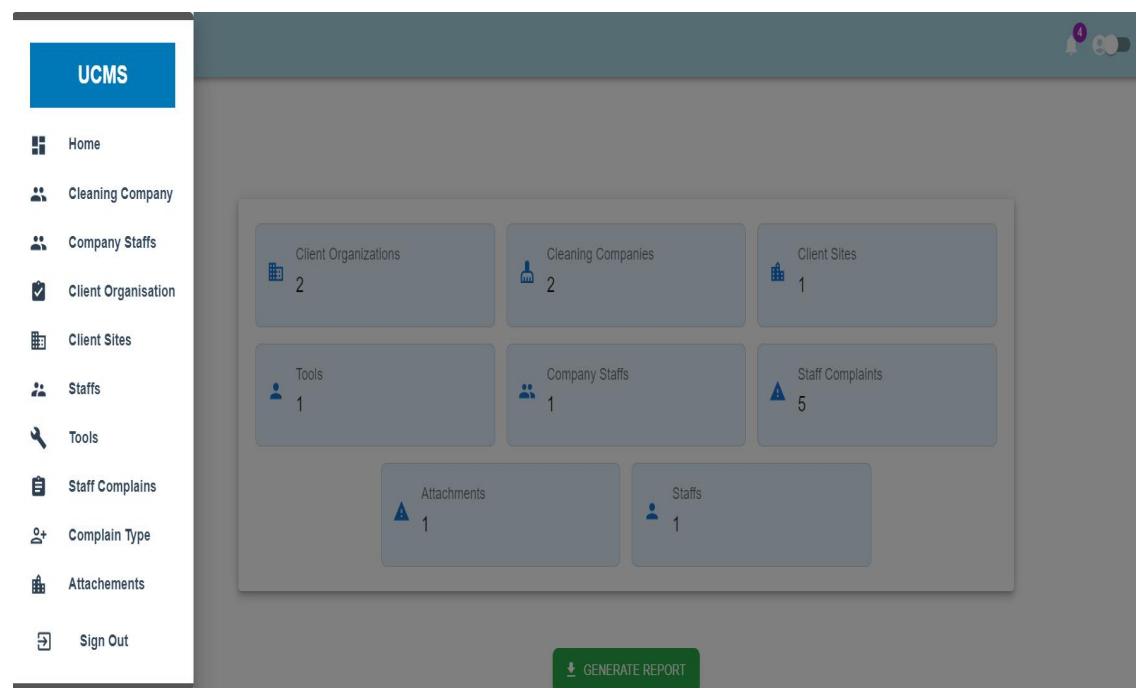 UCMS
Home
Cleaning Company
Company Staffs
Client Organisation
Client Sites
Staffs
Tools
Staff Complains
Complain Type
Attachements
Sign Out
4
Client Organizations
2
Cleaning Companies
2
Client Sites
1
Tools
1
Company Staffs
1
Staff Complaints
5
Attachments
1
Staffs
1
GENERATE REPORT